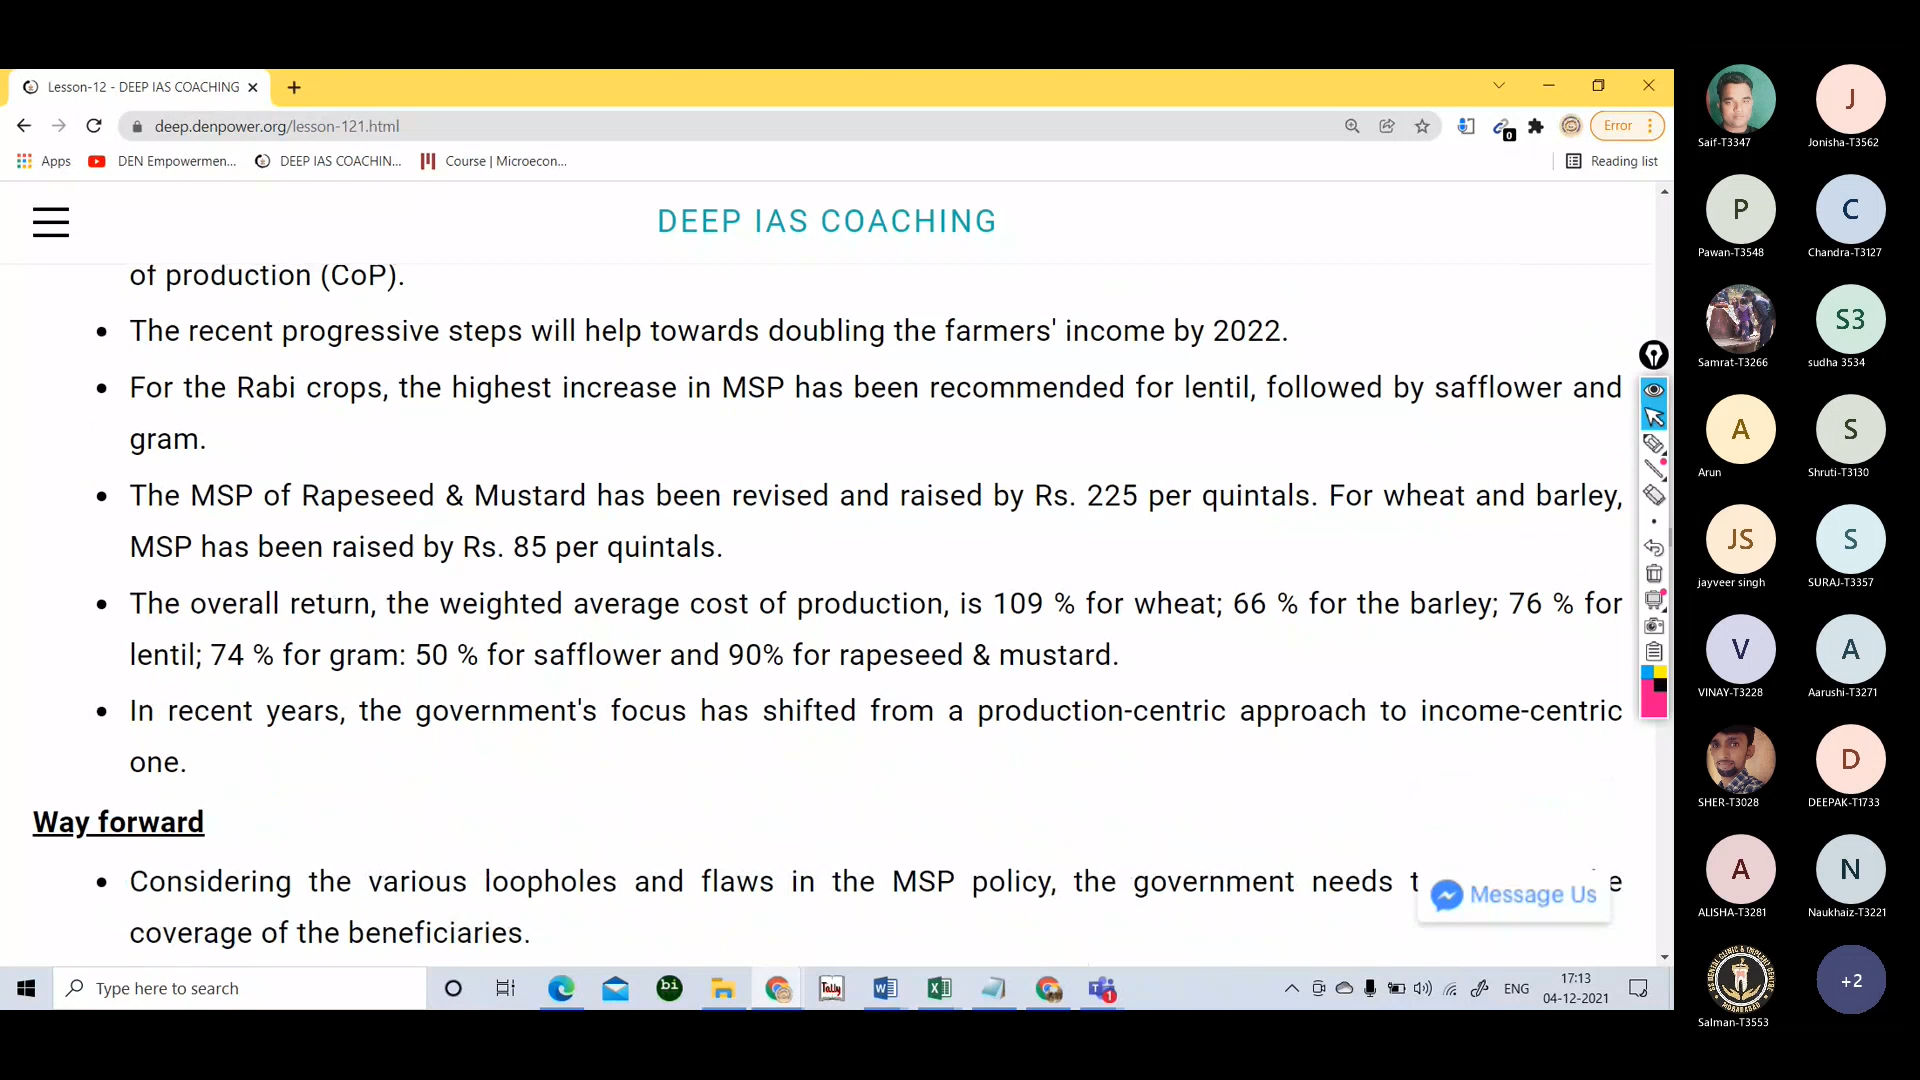 Lesson-12 - DEEP IAS COACHING
deep.denpower.org/lesson-121.html
0
Error
Apps
DEN Empowermen...
DEEP IAS COACHIN...
Course | Microecon...
Reading list
DEEP IAS COACHING
of production (CoP).
The recent progressive steps will help towards doubling the farmers' income by 2022.
For the Rabi crops, the highest increase in MSP has been recommended for lentil, followed by safflower and
gram.
The MSP of Rapeseed & Mustard has been revised and raised by Rs. 225 per quintals. For wheat and barley,
MSP has been raised by Rs. 85 per quintals.
The overall return, the weighted average cost of production, is 109 % for wheat; 66 % for the barley; 76 % for
lentil; 74 % for gram: 50 % for safflower and 90% for rapeseed & mustard.
In recent years, the government's focus has shifted from a production-centric approach to income-centric
one.
Way forward
Considering the various loopholes and flaws in the MSP policy, the government needs
coverage of the beneficiaries.
Message Us
Type here to search
bi
Tally
1
ENG
17:13
04-12-2021
Saif-T3347
J
Jonisha-T3562
P
Pawan-T3548
C
Chandra-T3127
Samrat-T3266
S3
sudha 3534
A
Arun
S
Shruti-T3130
JS
jayveer singh
S
SURAJ-T3357
V
VINAY-T3228
A
Aarushi-T3271
SHER-T3028
D
DEEPAK-T1733
A
ALISHA-T3281
N
Naukhaiz-T3221
Salman-T3553
+2